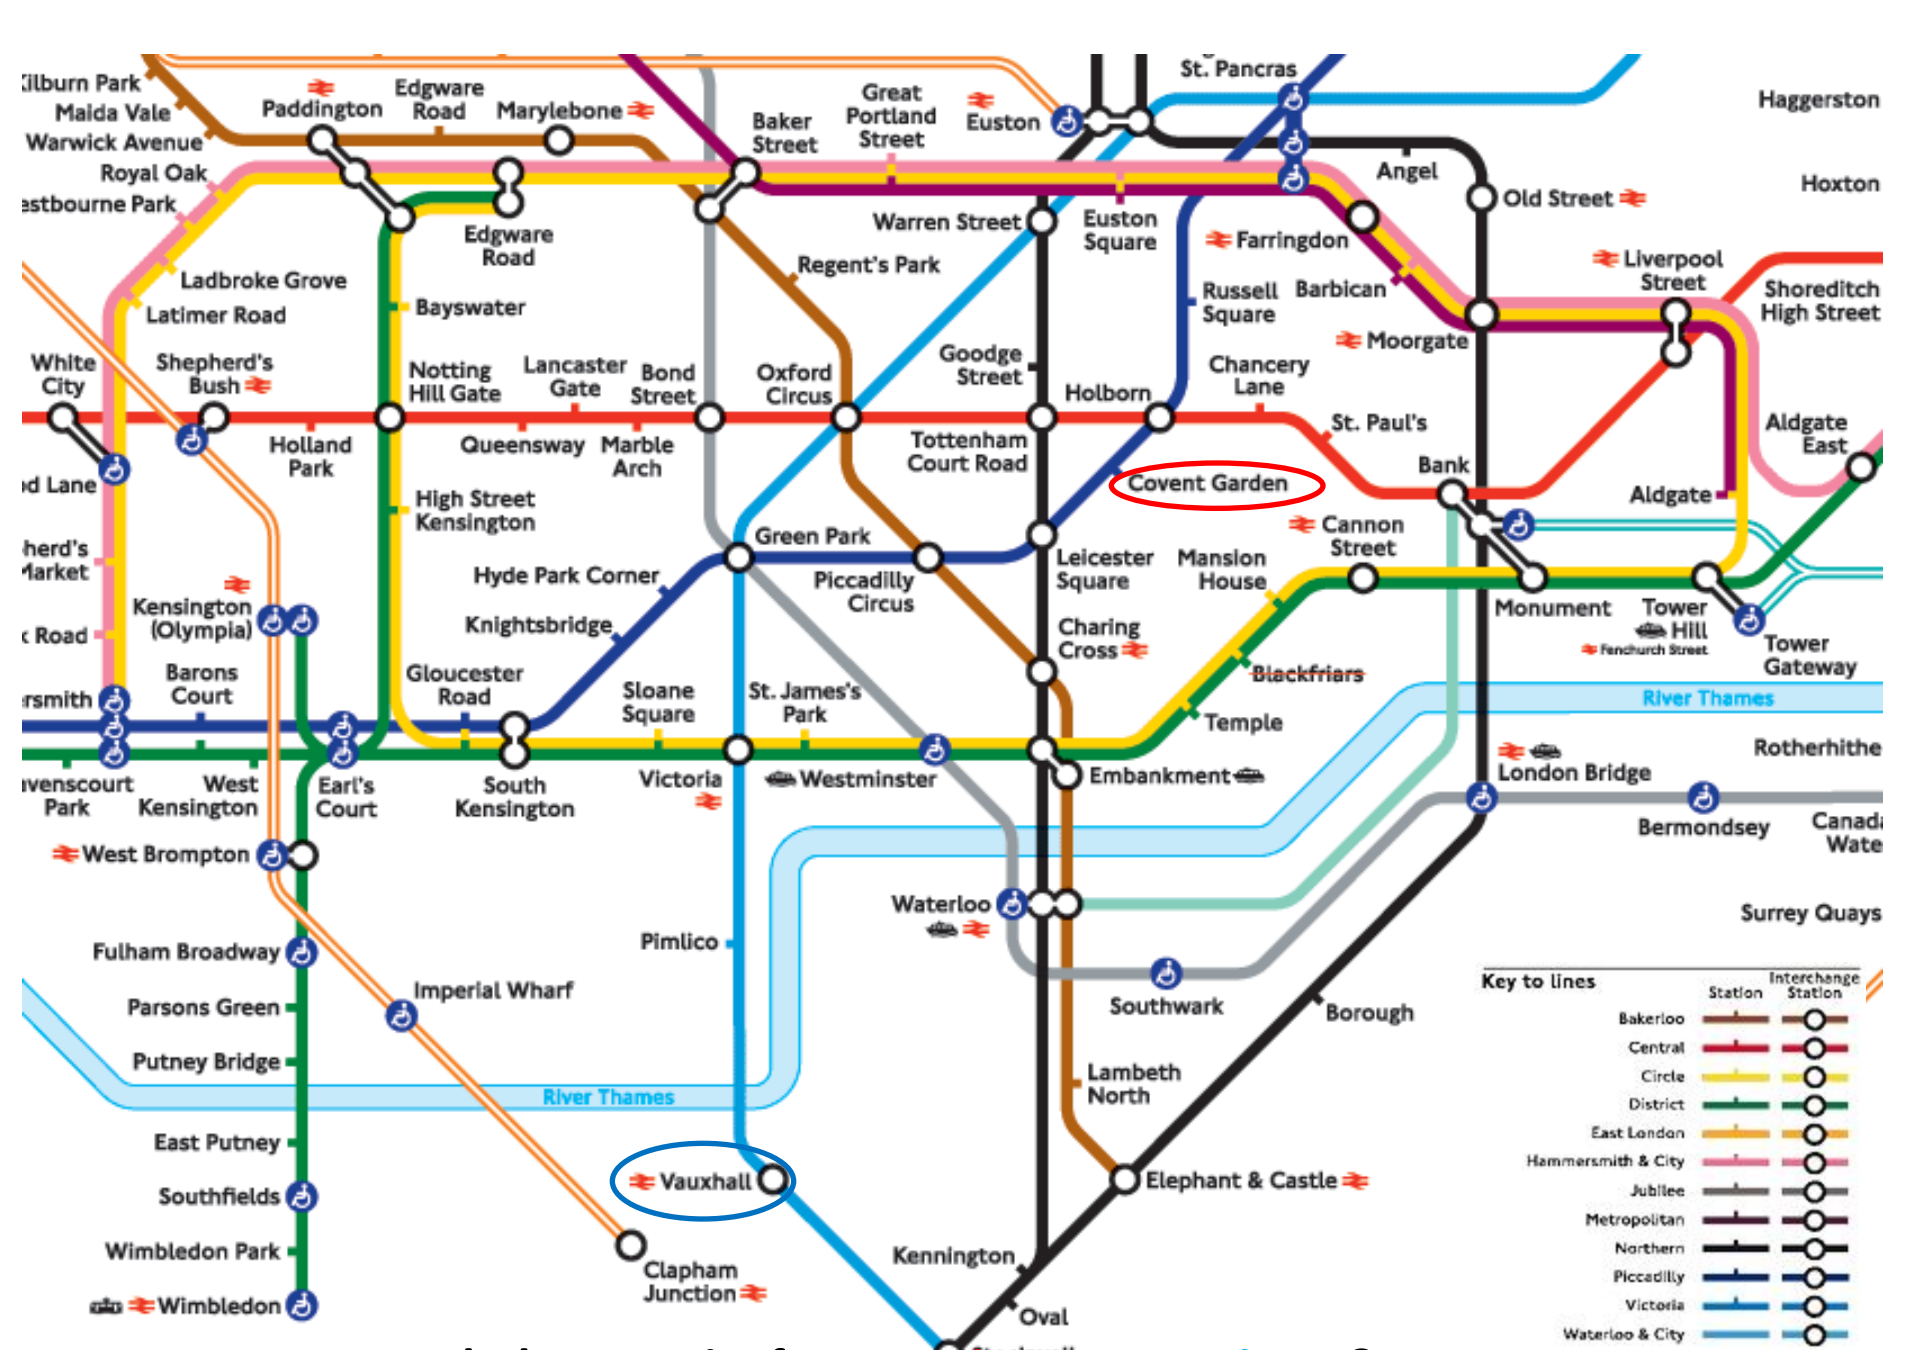 St. Pancras
Kilburn Park
Maida Vale
Warwick Avenue
Royal Oak
Paddington
Edgware
Road
Marylebone
Baker
Street
Great
Portland
Street
Euston
Angel
Haggerston
Hoxton
Old Street
Edgware
Road
Ladbroke Grove
Latimer Road
Bayswater
Regent's Park
Warren Street
Euston
Square
Farringdon
Barbican
Russell
Square
Moorgate
Liverpool
Street
Shoreditch
High Street
White
City
Shepherd's
Bush
Notting
Hill Gate
Lancaster
Gate
Bond
Street
Oxford
Circus
Goodge
Street
Holborn
Chancery
Lane
St. Paul's
Holland
Park
Queensway
Marble
Arch
Tottenham
Court Road
Covent Garden
Bank
Aldgate
East
Aldgate
Lane
High Street
Kensington
Green Park
Hyde Park Corner
Knightsbridge
Piccadilly
Circus
Leicester
Square
Mansion
House
Cannon
Street
Monument
Tower
Hill
Fenchurch Street
Tower
Gateway
Kensington
(Olympia)
Road
Barons
Court
Gloucester
Road
Sloane
Square
St. James's
Park
Charing
Cross
Blackfriars
Temple
River Thames
Rotherhithe
Park
West
Kensington
Earl's
Court
South
Kensington
Victoria
Westminster
Embankment
London Bridge
Bermondsey
West Brompton
Waterloo
Surrey Quays
Pimlico
Fulham Broadway
Imperial Wharf
Southwark
Borough
Parsons Green
Putney Bridge
River Thames
Lambeth
North
East Putney
Vauxhall
Elephant & Castle
Southfields
Wimbledon Park
Wimbledon
Clapham
Junction
Kennington
Oval
Key to lines
Station
Interchange
Station
Bakerloo
Central
Circle
District
East London
Hammersmith & City
Jubilee
Metropolitan
Northern
Piccadilly
Victoria
Waterloo & City